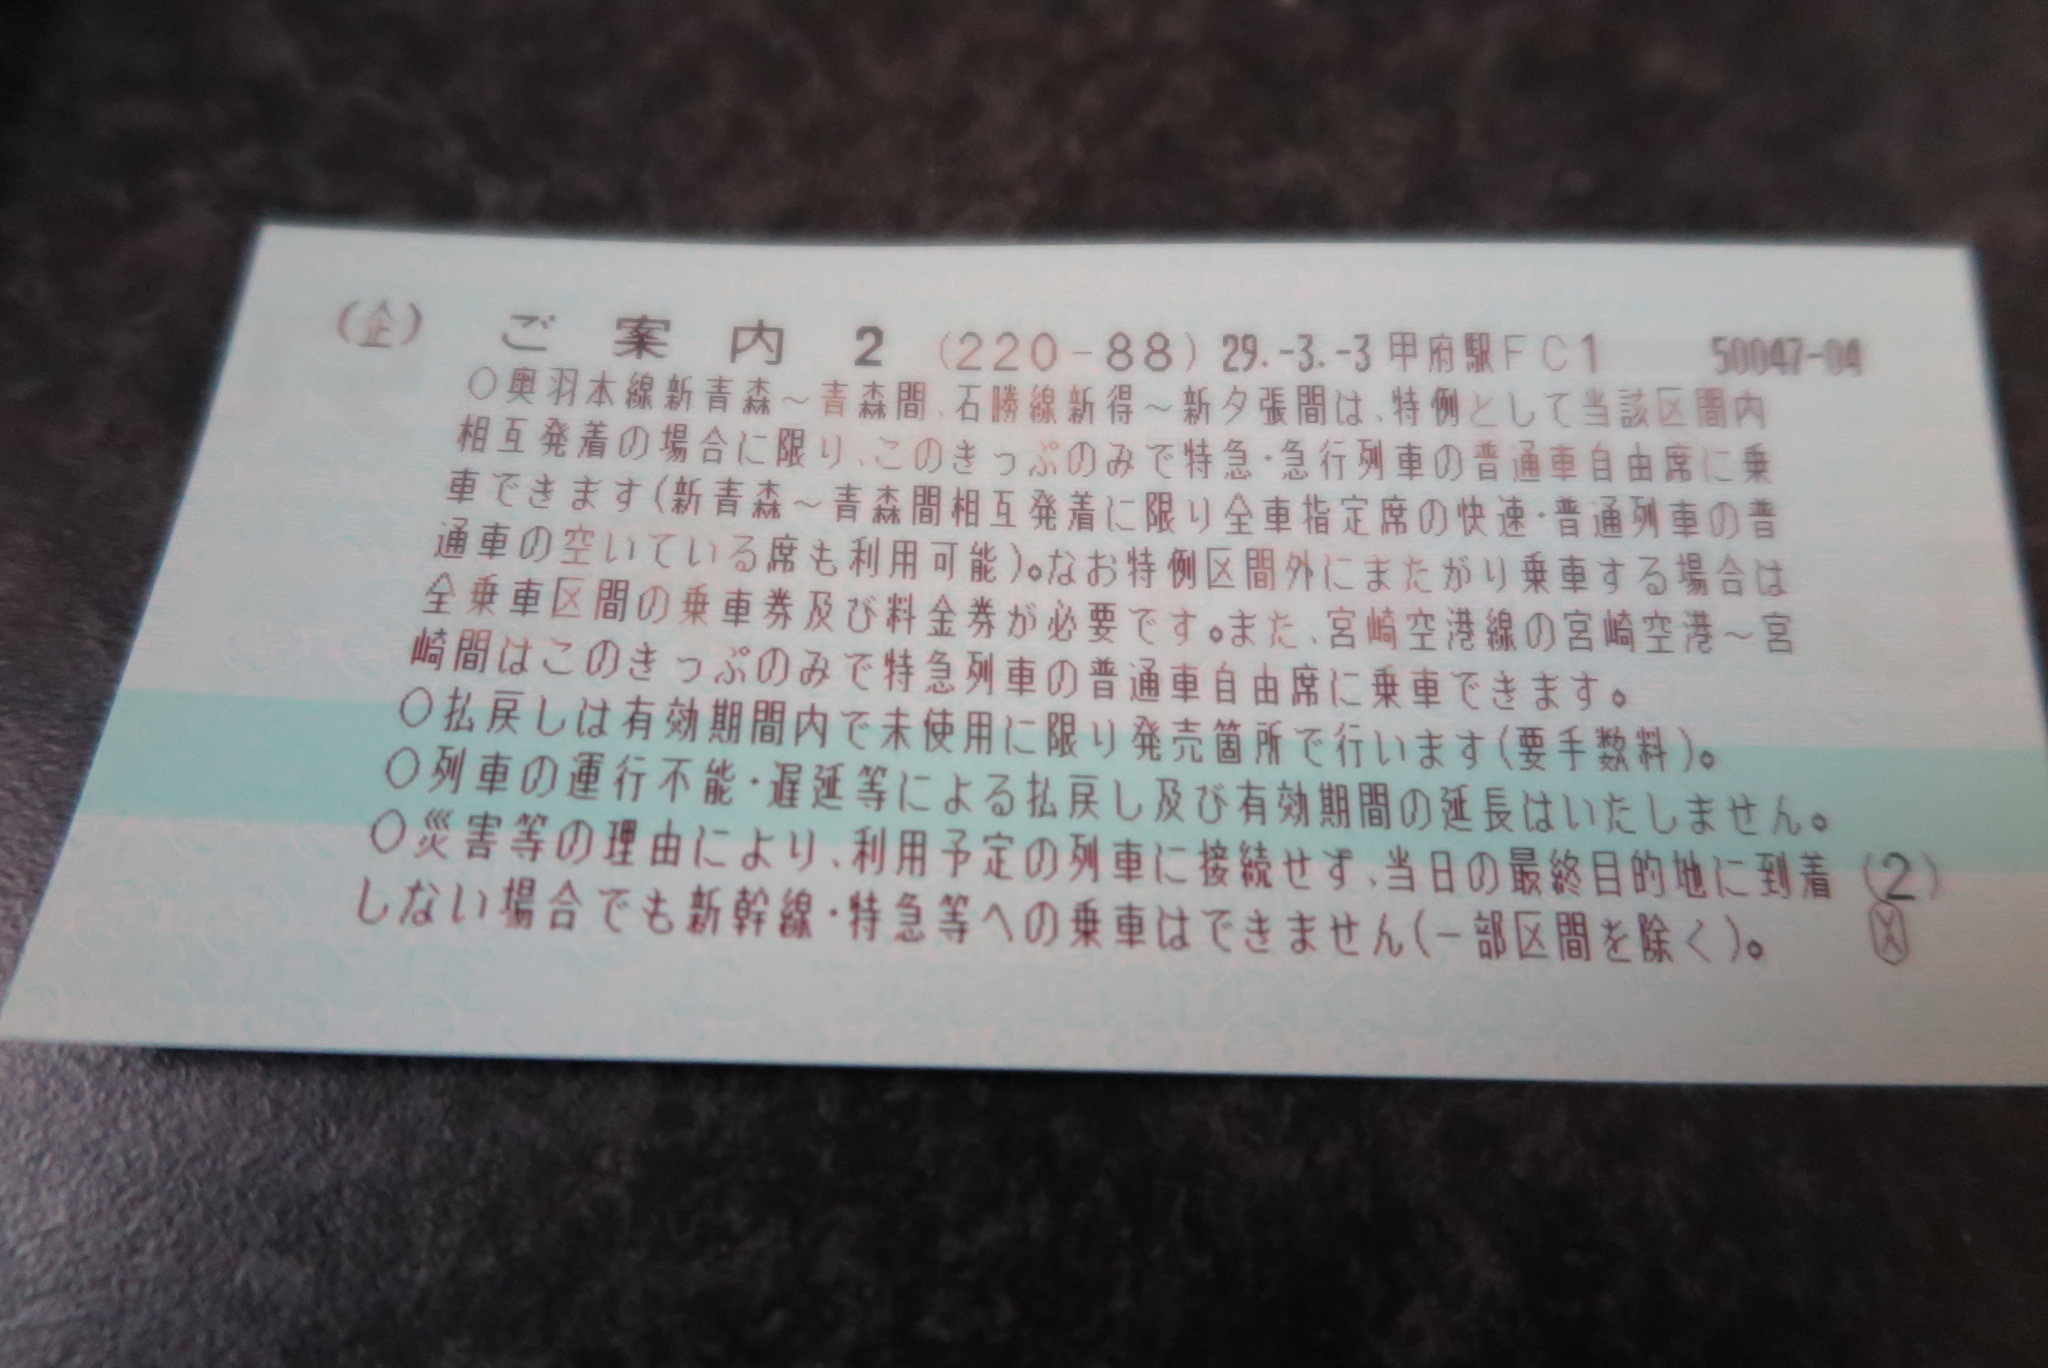 (企) ご案内 2 (220-88) 29.-3.-3 甲府駅FC1 50047-04
○奥羽本線新青森～青森間、石勝線新得～新夕張間は、特例として当該区間内
相互発着の場合に限り、このきっぷのみで特急・急行列車の普通車自由席に乗
車できます(新青森～青森間相互発着に限り全車指定席の快速・普通列車の普
通車の空いている席も利用可能)。なお特例区間外にまたがり乗車する場合は
全乗車区間の乗車券及び料金券が必要です。また、宮崎空港線の宮崎空港～宮
崎間はこのきっぷのみで特急列車の普通車自由席に乗車できます。
○払戻しは有効期間内で未使用に限り発売箇所で行います(要手数料)。
○列車の運行不能・遅延等による払戻し及び有効期間の延長はいたしません。
○災害等の理由により、利用予定の列車に接続せず、当日の最終目的地に到着 (2)
しない場合でも新幹線・特急等への乗車はできません(一部区間を除く)。